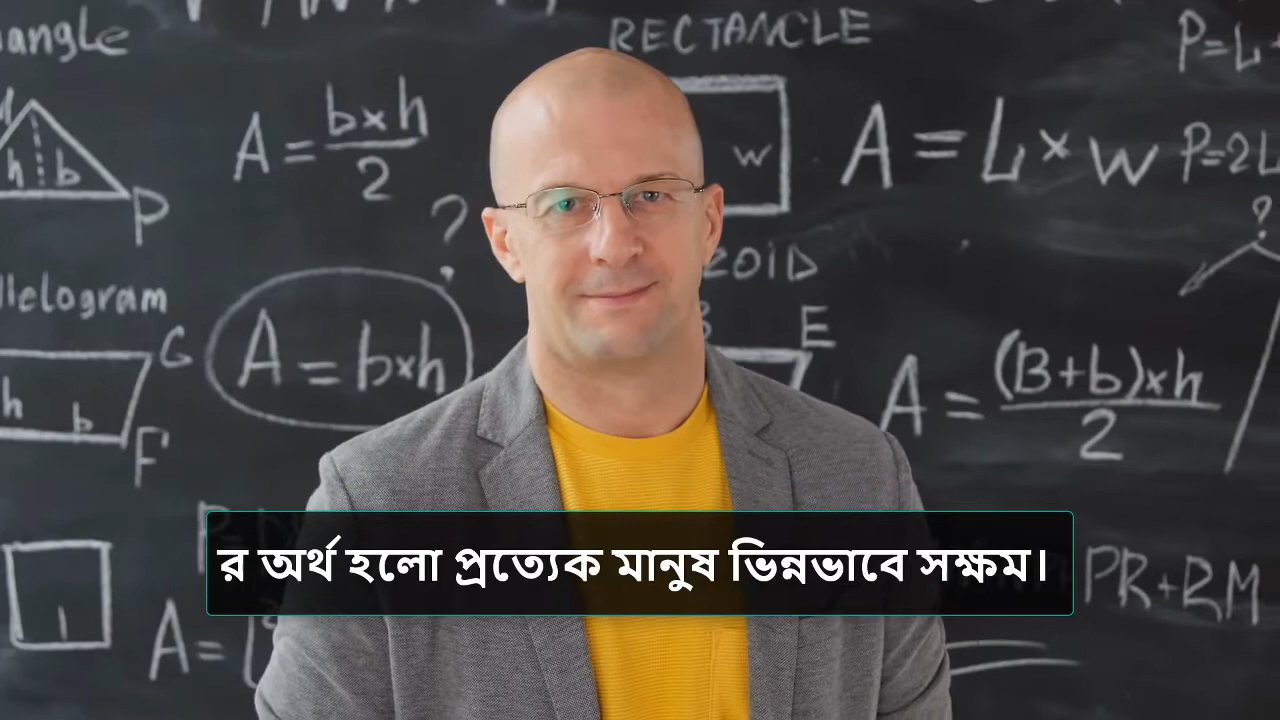 angle
RECTANGLE
A = b×h
2
h
b
P
w
A = L × w
P=2L
?
?
ZOID
llelogram
G
E
A = b×h
h
b
F
A = (B+b)×h
2
র অর্থ হলো প্রত্যেক মানুষ ভিন্নভাবে সক্ষম।
PR+RM
A=